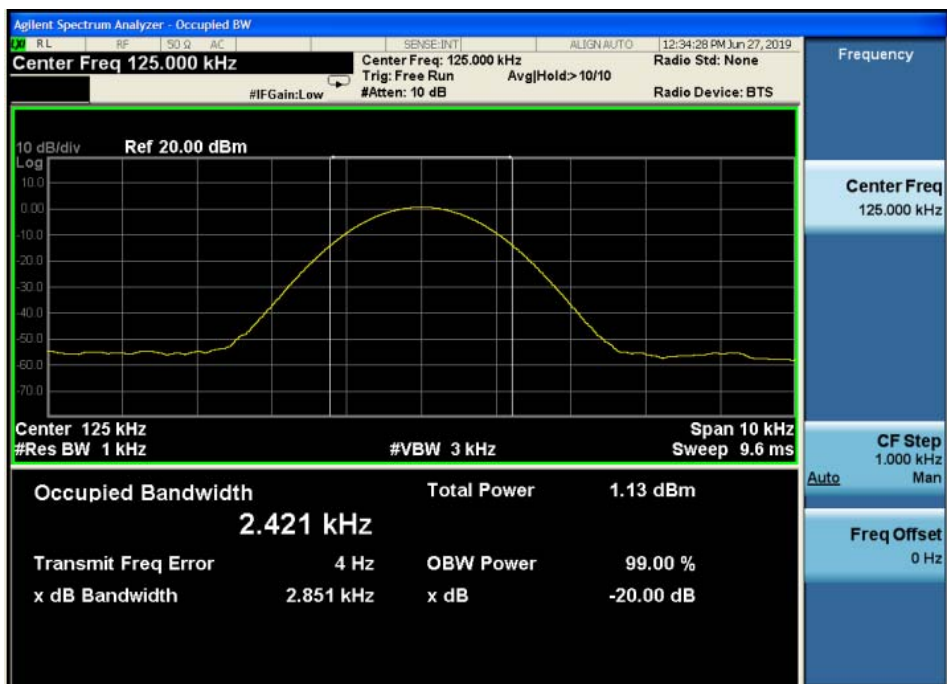 Agilent Spectrum Analyzer - Occupied BW
LXI RL RF 50 Ω AC SENSE:INT ALIGN AUTO 12:34:28 PM Jun 27, 2019
Center Freq 125.000 kHz Center Freq: 125.000 kHz Radio Std: None
Trig: Free Run Avg|Hold:> 10/10
#IFGain:Low #Atten: 10 dB Radio Device: BTS
10 dB/div Ref 20.00 dBm
Log
10.0
0.00
-10.0
-20.0
-30.0
-40.0
-50.0
-60.0
-70.0
Center 125 kHz Span 10 kHz
#Res BW 1 kHz #VBW 3 kHz Sweep 9.6 ms
Occupied Bandwidth Total Power 1.13 dBm
2.421 kHz
Transmit Freq Error 4 Hz OBW Power 99.00 %
x dB Bandwidth 2.851 kHz x dB -20.00 dB
Frequency
Center Freq
125.000 kHz
CF Step
1.000 kHz
Auto Man
Freq Offset
0 Hz